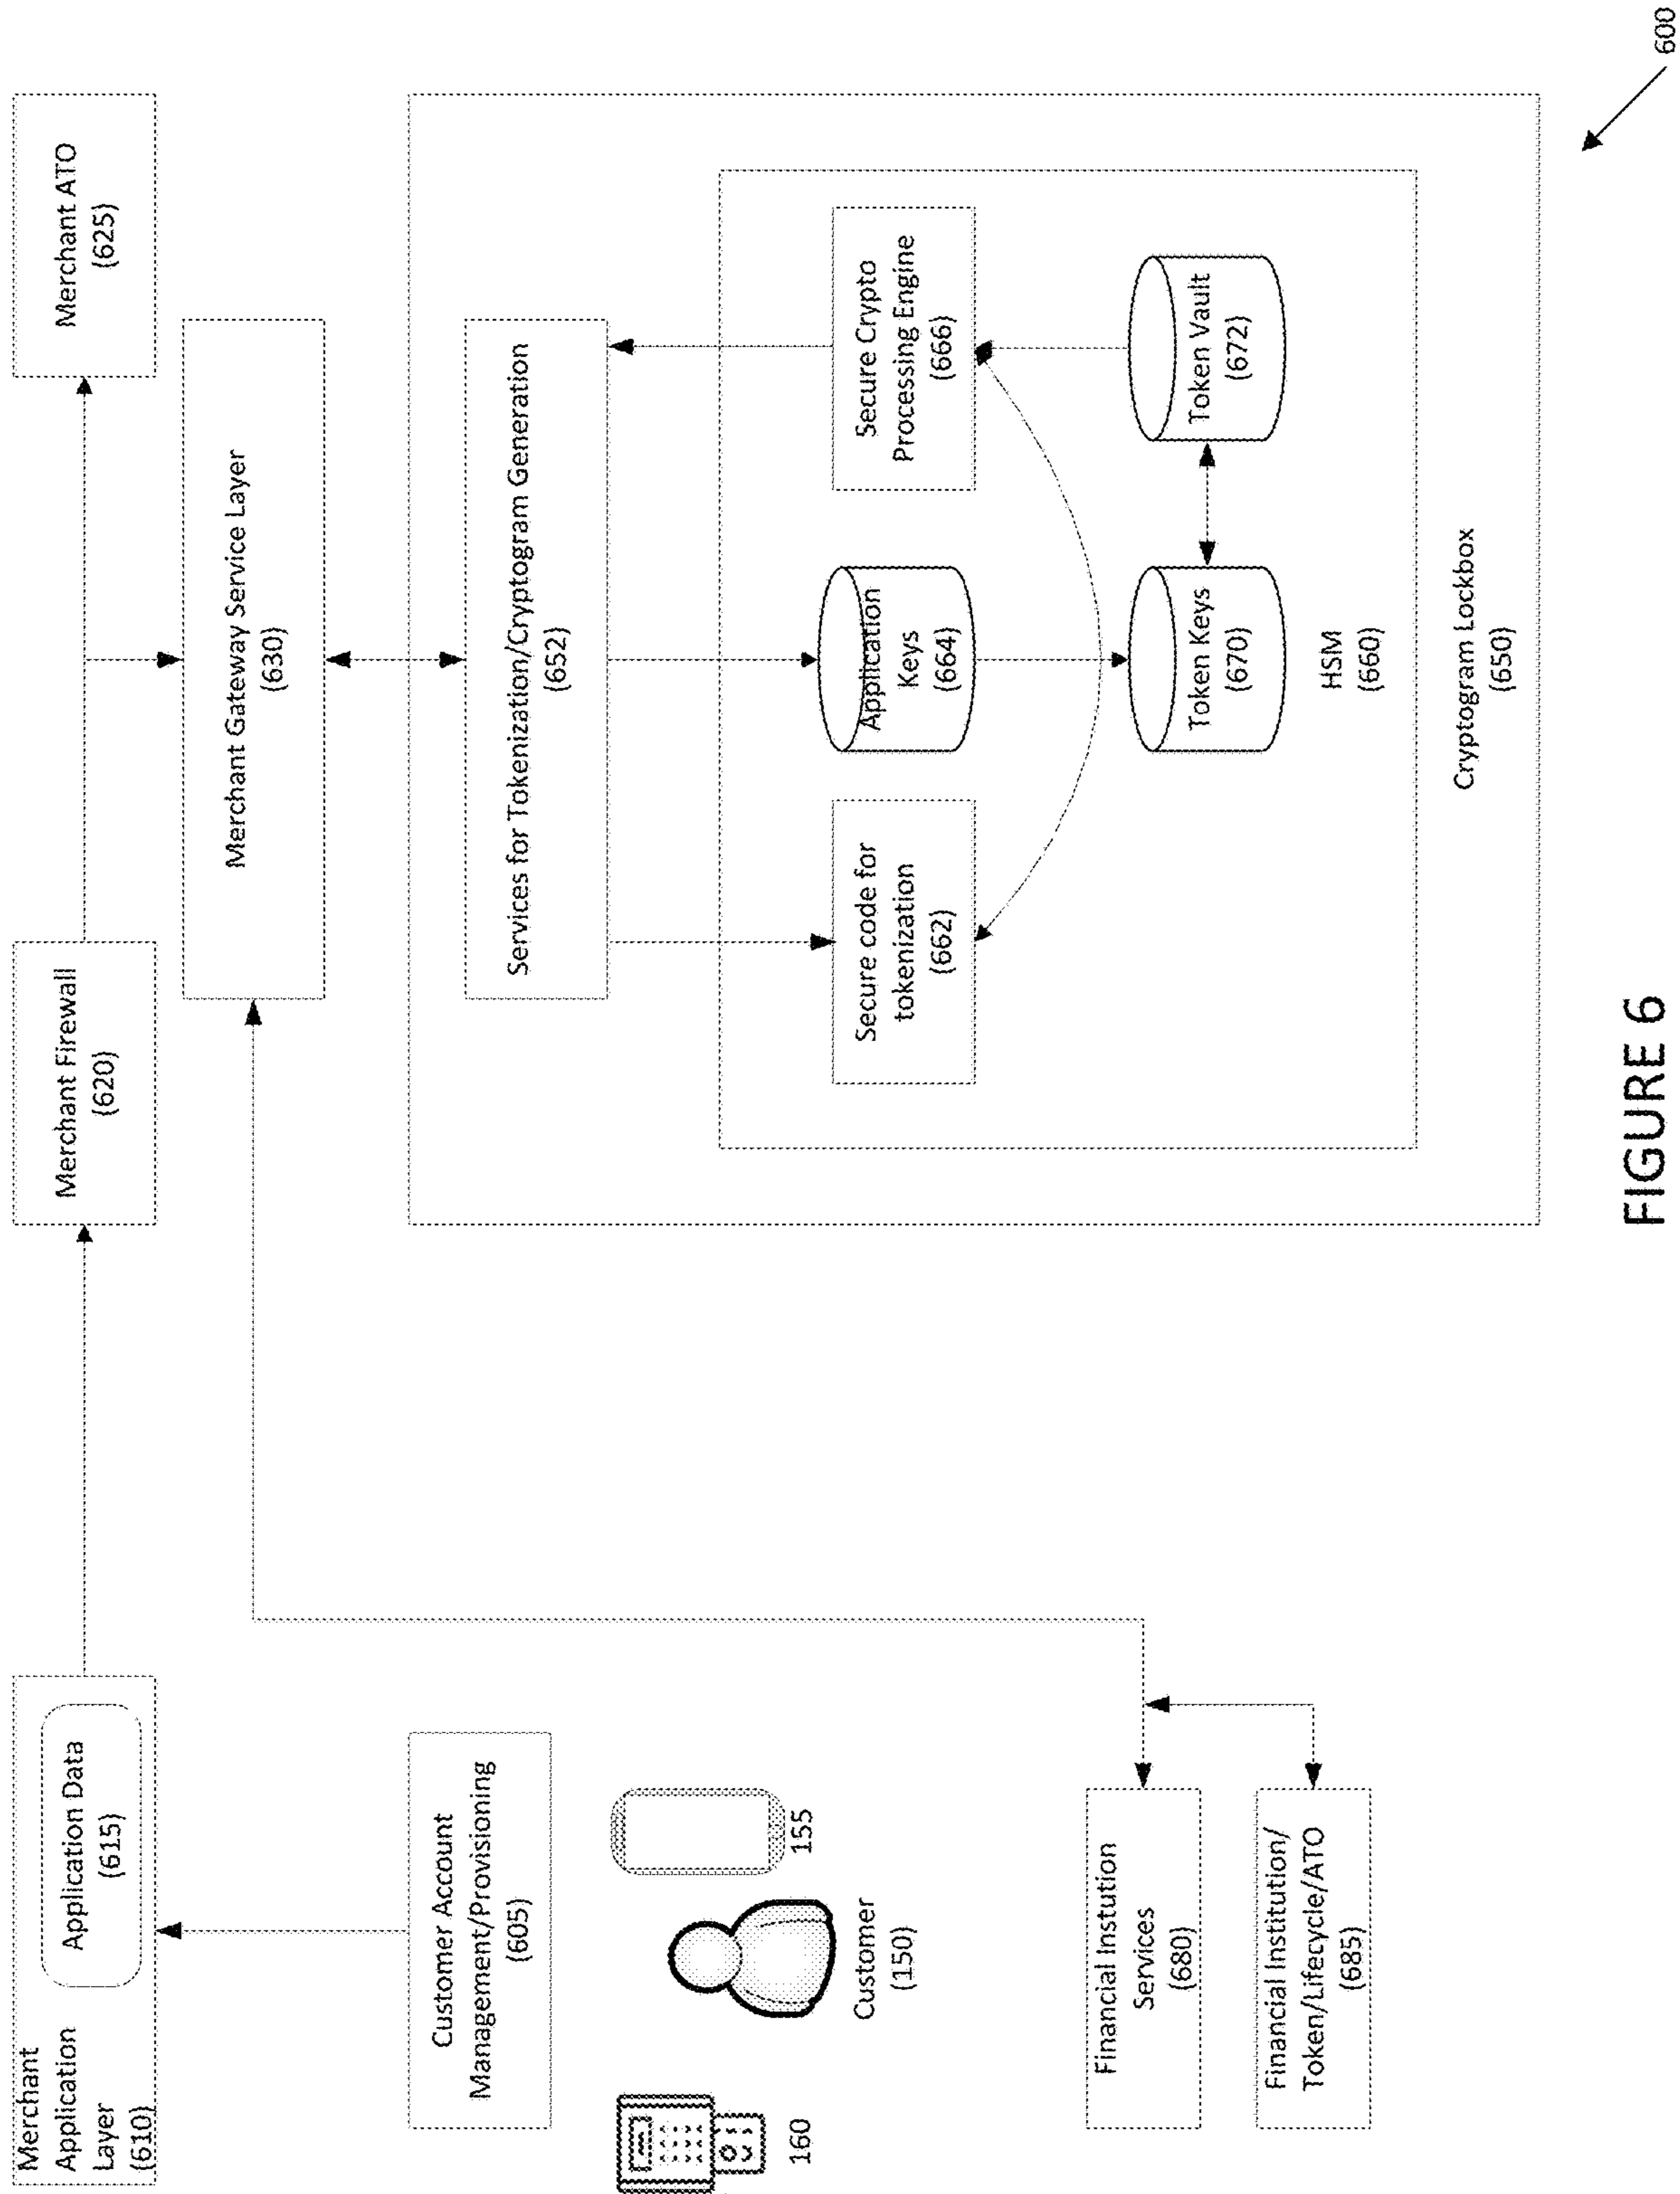 Merchant
Application
Layer
(610)
Application Data
(615)
Merchant Firewall
(620)
Merchant ATO
(625)
Merchant Gateway Service Layer
(630)
Customer Account
Management/Provisioning
(605)
160
Customer
(150)
155
Financial Instution
Services
(680)
Financial Institution/
Token/Lifecycle/ATO
(685)
Services for Tokenization/Cryptogram Generation
(652)
Secure code for
tokenization
(662)
Application
Keys
(664)
Secure Crypto
Processing Engine
(666)
Token Keys
(670)
Token Vault
(672)
HSM
(660)
Cryptogram Lockbox
(650)
600
FIGURE 6